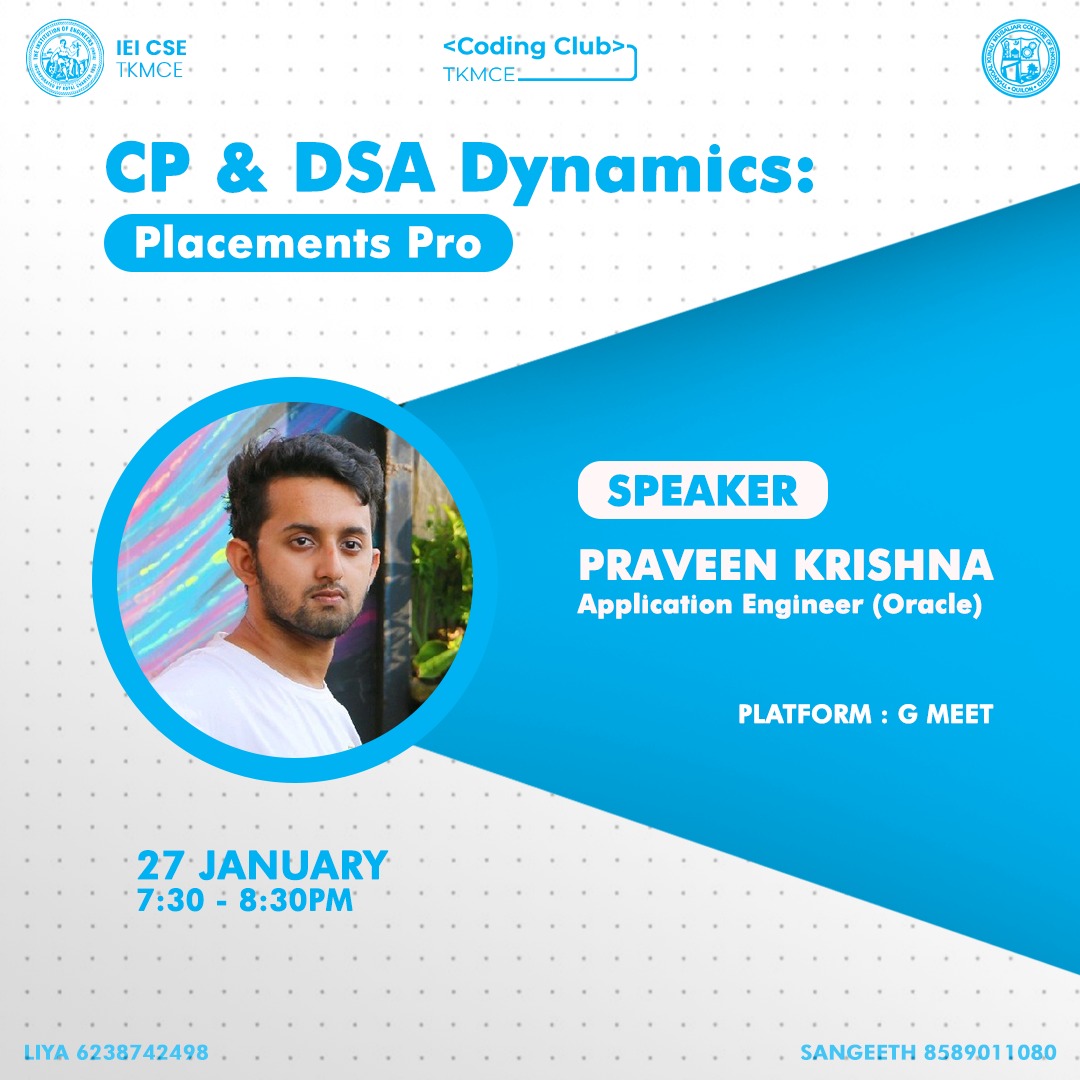 IEI CSE
TKMCE
<Coding Club>
TKMCE
CP & DSA Dynamics:
Placements Pro
SPEAKER
PRAVEEN KRISHNA
Application Engineer (Oracle)
PLATFORM : G MEET
27 JANUARY
7:30 - 8:30PM
LIYA 6238742498
SANGEETH 8589011080